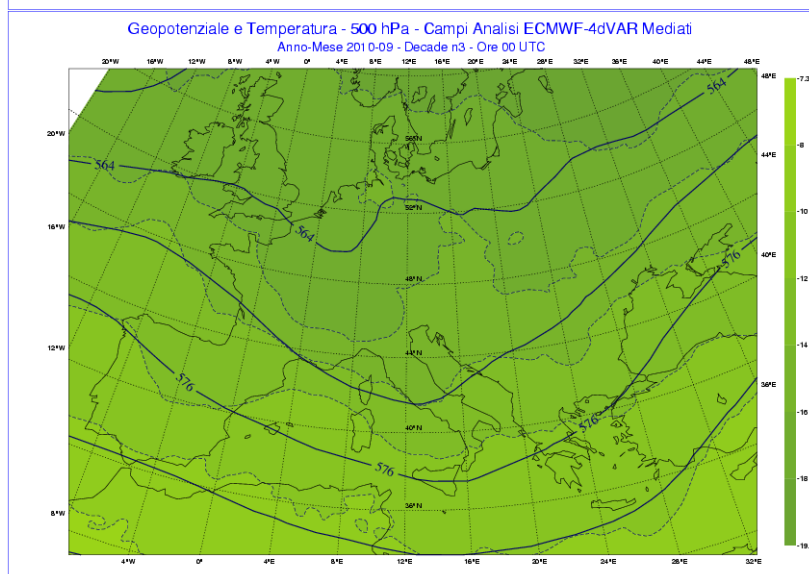 Geopotenziale e Temperatura - 500 hPa - Campi Analisi ECMWF-4dVAR Mediati
Anno-Mese 2010-09 - Decade n3 - Ore 00 UTC
20°W 16°W 12°W 8°W 4°W 0° 4°E 8°E 12°E 16°E 20°E 24°E 28°E 32°E 36°E 40°E 44°E 48°E
48°E
-7.3
564
20°W
56°N
44°E
-8
564
52°N
16°W
-10
564
576
40°E
48°N
-12
12°W
44°N
-14
576
36°E
576
40°N
-16
576
-18
8°W
36°N
-19.
4°W 0° 4°E 8°E 12°E 16°E 20°E 24°E 28°E 32°E